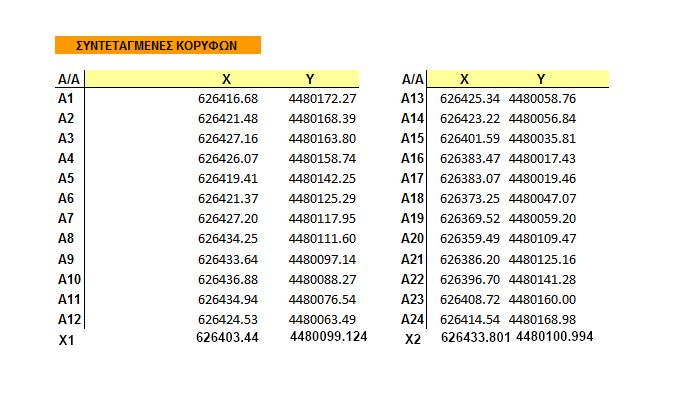 ΣΥΝΤΕΤΑΓΜΕΝΕΣ ΚΟΡΥΦΩΝ
Α/Α X Y Α/Α X Y
A1 626416.68 4480172.27 A13 626425.34 4480058.76
A2 626421.48 4480168.39 A14 626423.22 4480056.84
A3 626427.16 4480163.80 A15 626401.59 4480035.81
A4 626426.07 4480158.74 A16 626383.47 4480017.43
A5 626419.41 4480142.25 A17 626383.07 4480019.46
A6 626421.37 4480125.29 A18 626373.25 4480047.07
A7 626427.20 4480117.95 A19 626369.52 4480059.20
A8 626434.25 4480111.60 A20 626359.49 4480109.47
A9 626433.64 4480097.14 A21 626386.20 4480125.16
A10 626436.88 4480088.27 A22 626396.70 4480141.28
A11 626434.94 4480076.54 A23 626408.72 4480160.00
A12 626424.53 4480063.49 A24 626414.54 4480168.98
X1 626403.44 4480099.124 X2 626433.801 4480100.994